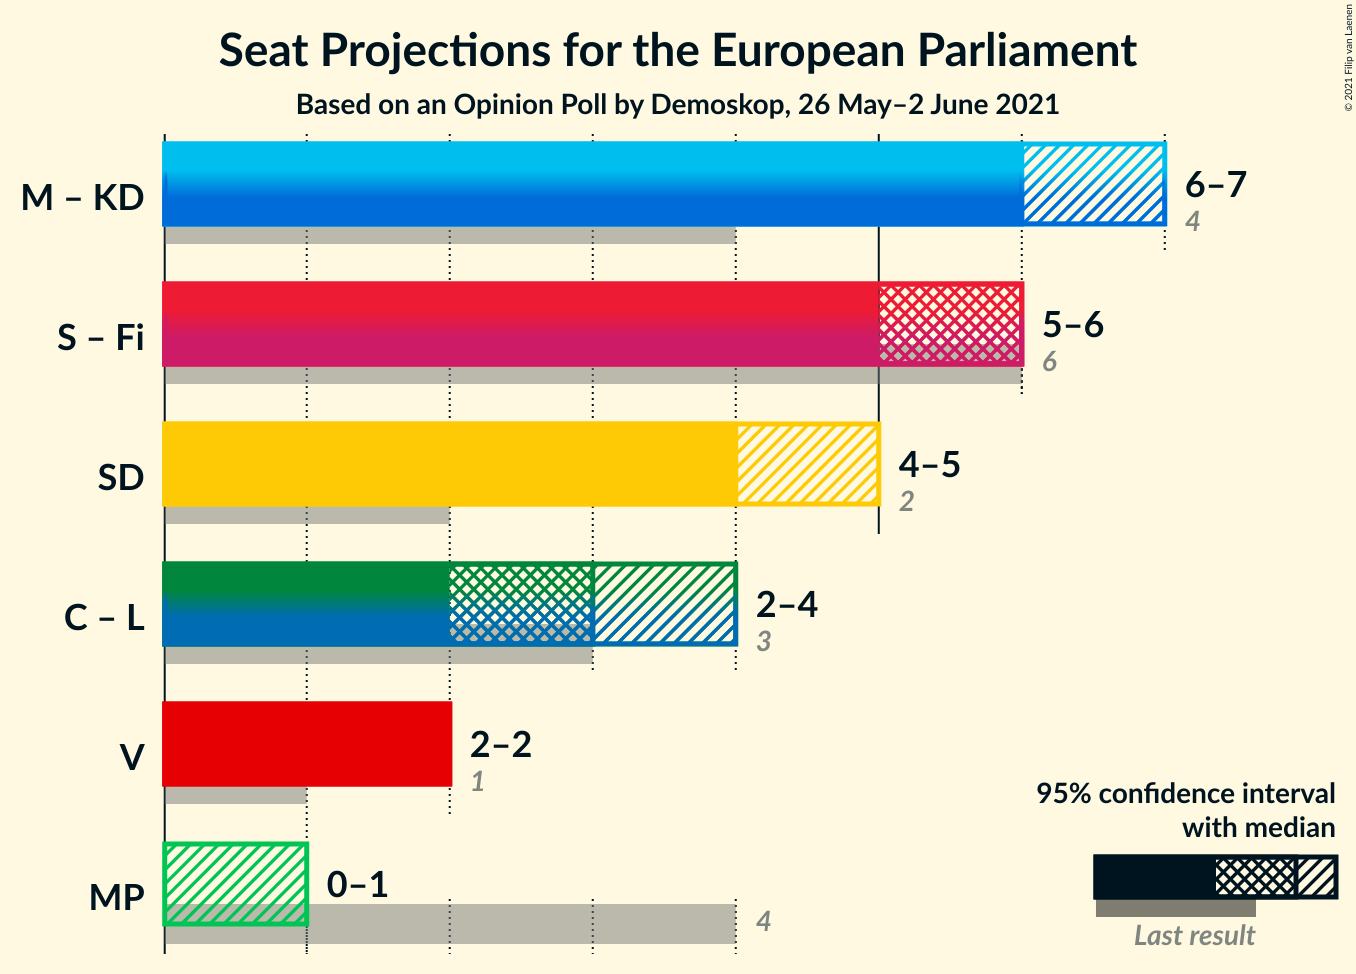 Seat Projections for the European Parliament
Based on an Opinion Poll by Demoskop, 26 May–2 June 2021
© 2021 Filip van Laenen
M – KD
6–7
4
S – Fi
5–6
6
SD
4–5
2
C – L
2–4
3
V
2–2
1
MP
0–1
4
95% confidence interval
with median
Last result